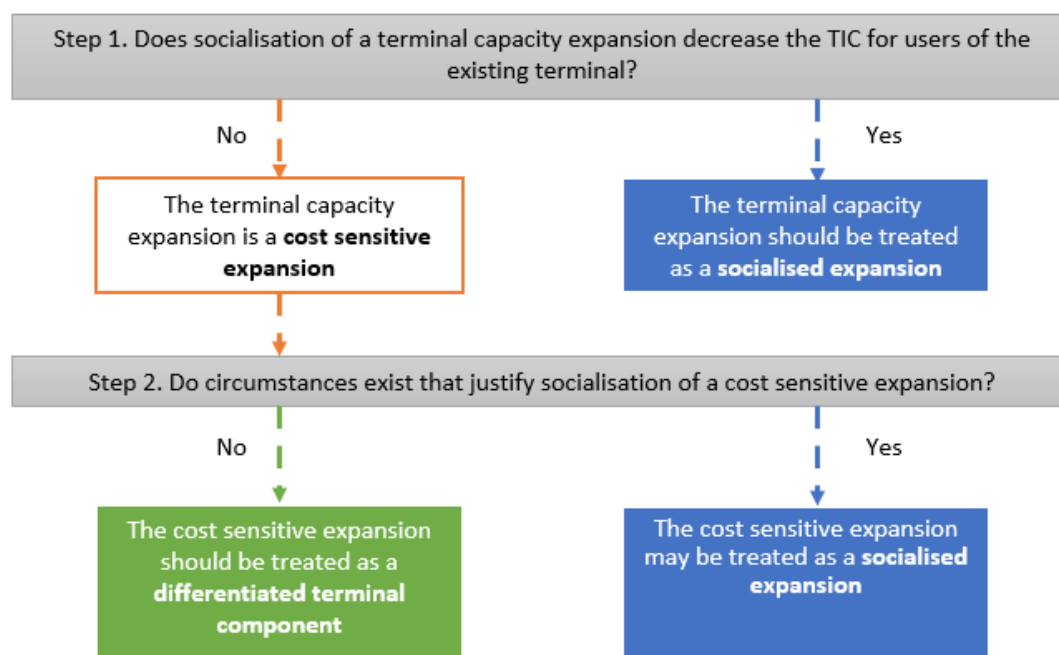 Step 1. Does socialisation of a terminal capacity expansion decrease the TIC for users of the
existing terminal?
No
Yes
The terminal capacity
expansion is a cost sensitive
expansion
The terminal capacity
expansion should be treated
as a socialised expansion
Step 2. Do circumstances exist that justify socialisation of a cost sensitive expansion?
No
Yes
The cost sensitive expansion
should be treated as a
differentiated terminal
component
The cost sensitive expansion
may be treated as a socialised
expansion